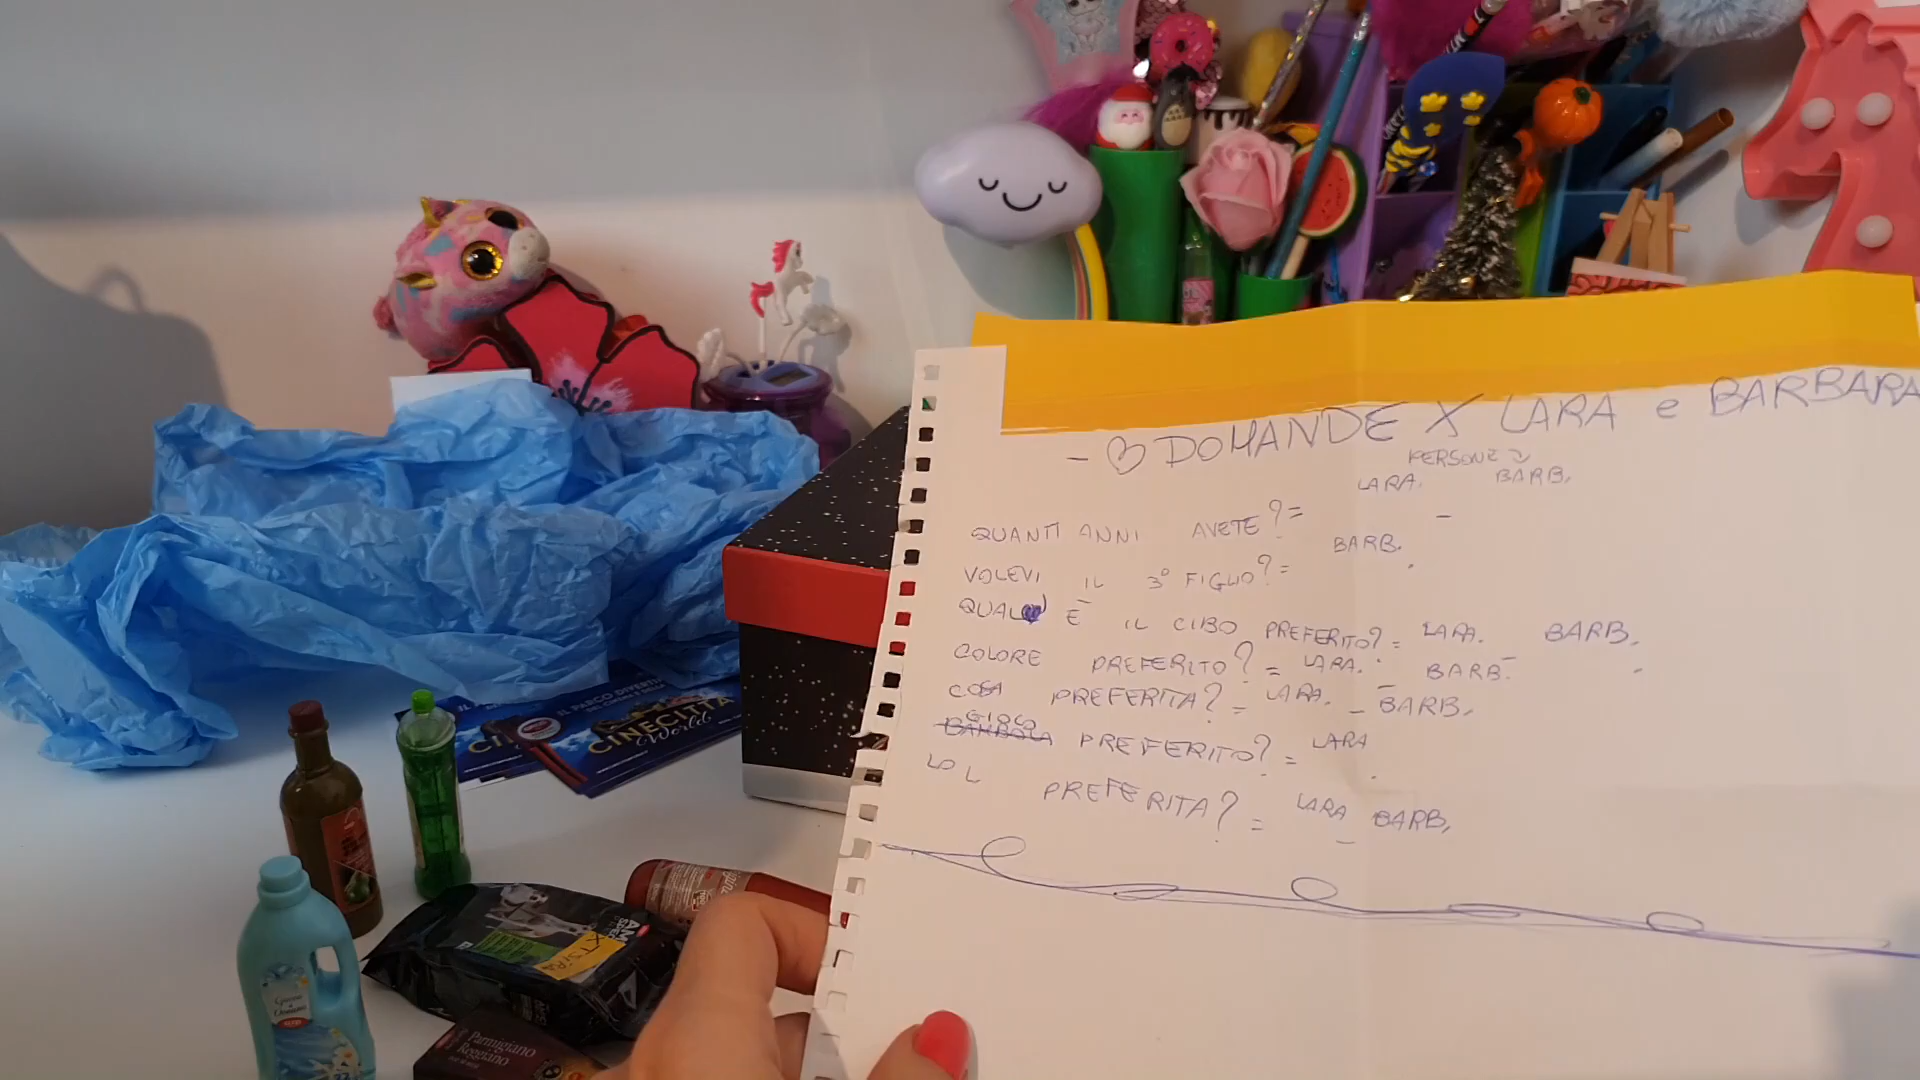 - ♡ DOMANDE X LARA e BARBARA
PERSONE 2
LARA. BARB.
QUANTI ANNI AVETE? = -
VOLEVI IL 3° FIGLIO? = BARB.
QUAL È IL CIBO PREFERITO? = LARA. - BARB.
COLORE PREFERITO? = LARA. - BARB.
COSA PREFERITA? = LARA. - BARB.
GIOCO
BAMBOLA PREFERITO? = LARA.
LOL PREFERITA? = LARA - BARB.
CINECITTÀ
World
Parmigiano
Reggiano